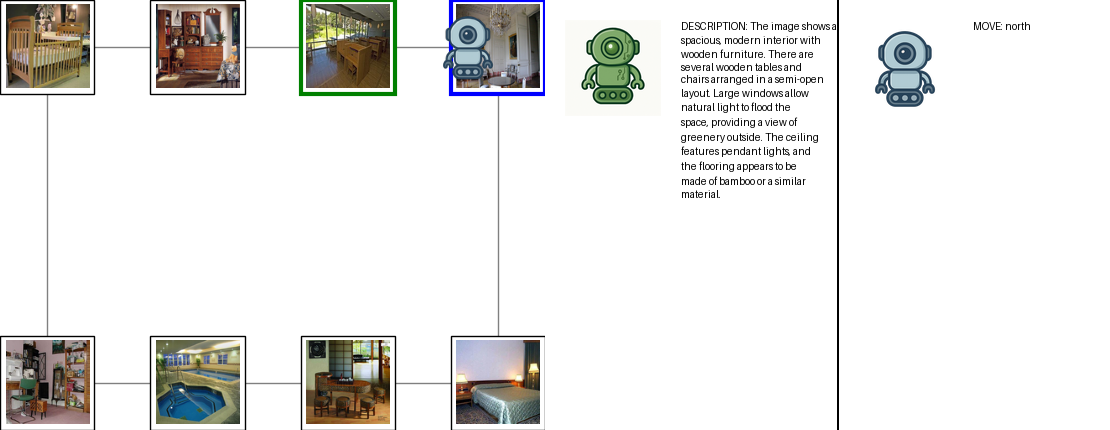 DESCRIPTION: The image shows a
spacious, modern interior with
wooden furniture. There are
several wooden tables and
chairs arranged in a semi-open
layout. Large windows allow
natural light to flood the
space, providing a view of
greenery outside. The ceiling
features pendant lights, and
the flooring appears to be
made of bamboo or a similar
material.
MOVE: north